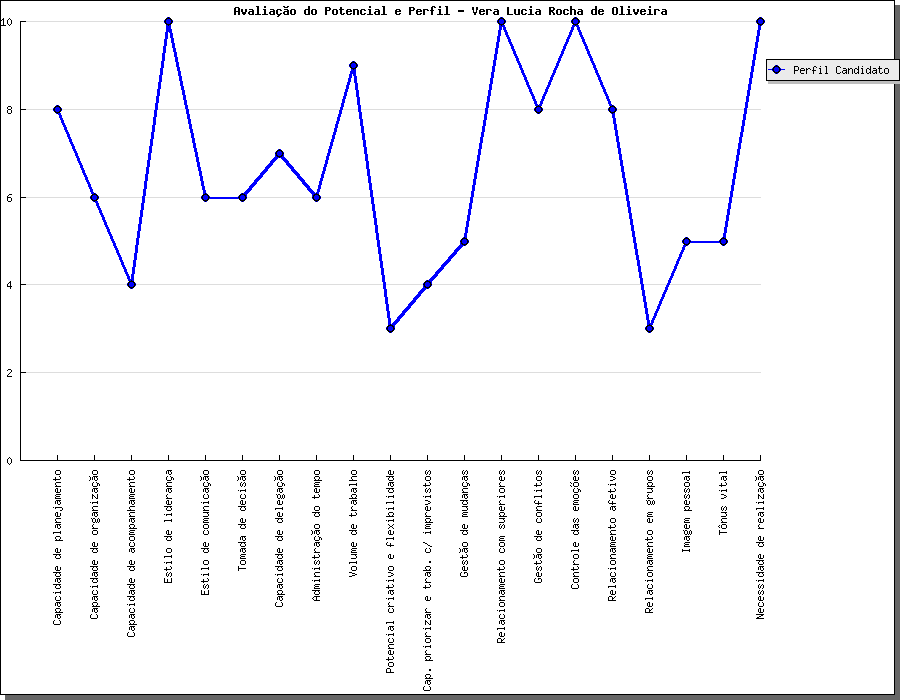 Avaliação do Potencial e Perfil - Vera Lucia Rocha de Oliveira
10
8
6
4
2
0
Perfil Candidato
Capacidade de planejamento
Capacidade de organização
Capacidade de acompanhamento
Estilo de liderança
Estilo de comunicação
Tomada de decisão
Capacidade de delegação
Administração do tempo
Volume de trabalho
Potencial criativo e flexibilidade
Cap. priorizar e trab. c/ imprevistos
Gestão de mudanças
Relacionamento com superiores
Gestão de conflitos
Controle das emoções
Relacionamento afetivo
Relacionamento em grupos
Imagem pessoal
Tônus vital
Necessidade de realização